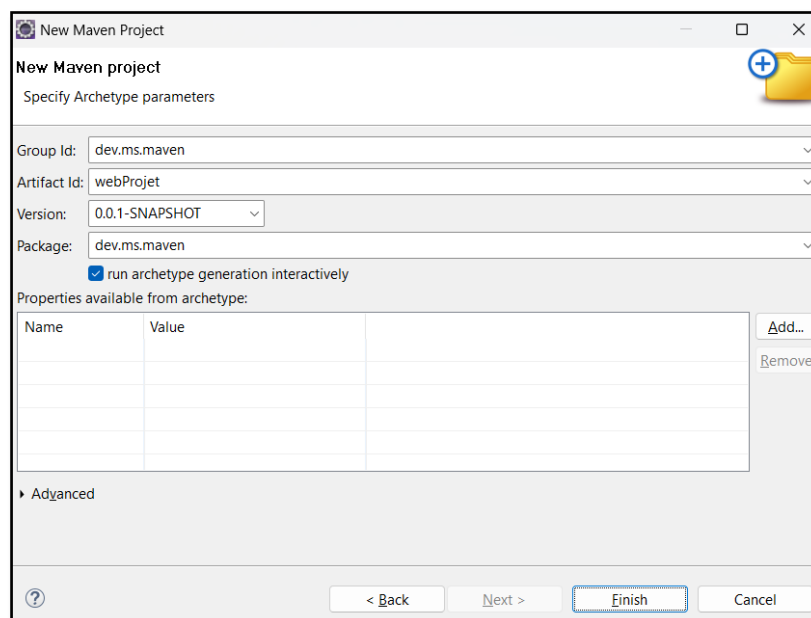 New Maven Project
New Maven project
Specify Archetype parameters
Group Id: dev.ms.maven
Artifact Id: webProjet
Version: 0.0.1-SNAPSHOT
Package: dev.ms.maven
run archetype generation interactively
Properties available from archetype:
Name Value
Add...
Remove
Advanced
? < Back Next > Finish Cancel